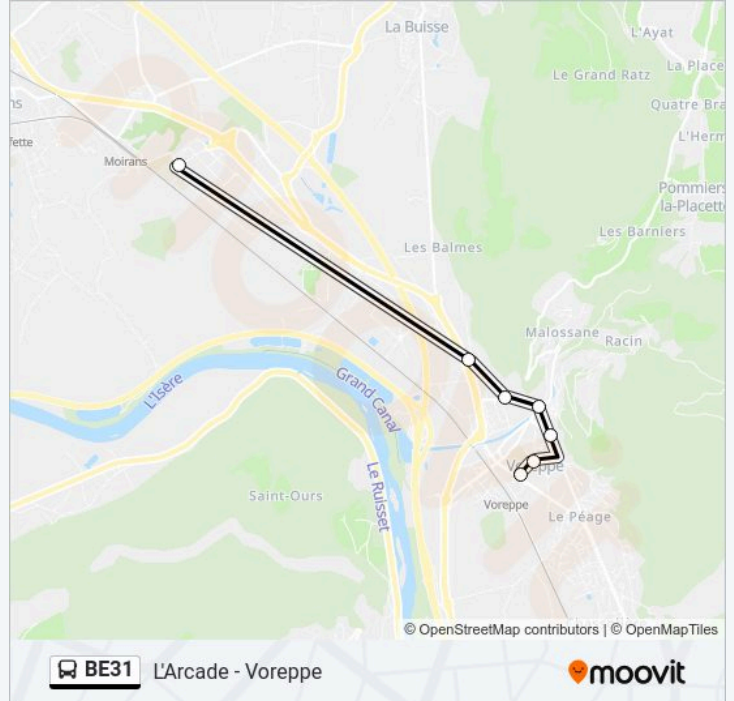 La Buisse
L'Ayat
La Place
Le Grand Ratz
Quatre Bra
ns
L'Herm
fette
Moirans
Pommiers
la-Placett
Les Barniers
Les Balmes
Malossane
Racin
L'Isère
Grand Canal
Voreppe
Le Ruisset
Saint-Ours
Voreppe
Le Péage
© OpenStreetMap contributors | © OpenMapTiles
BE31 L'Arcade - Voreppe
moovit